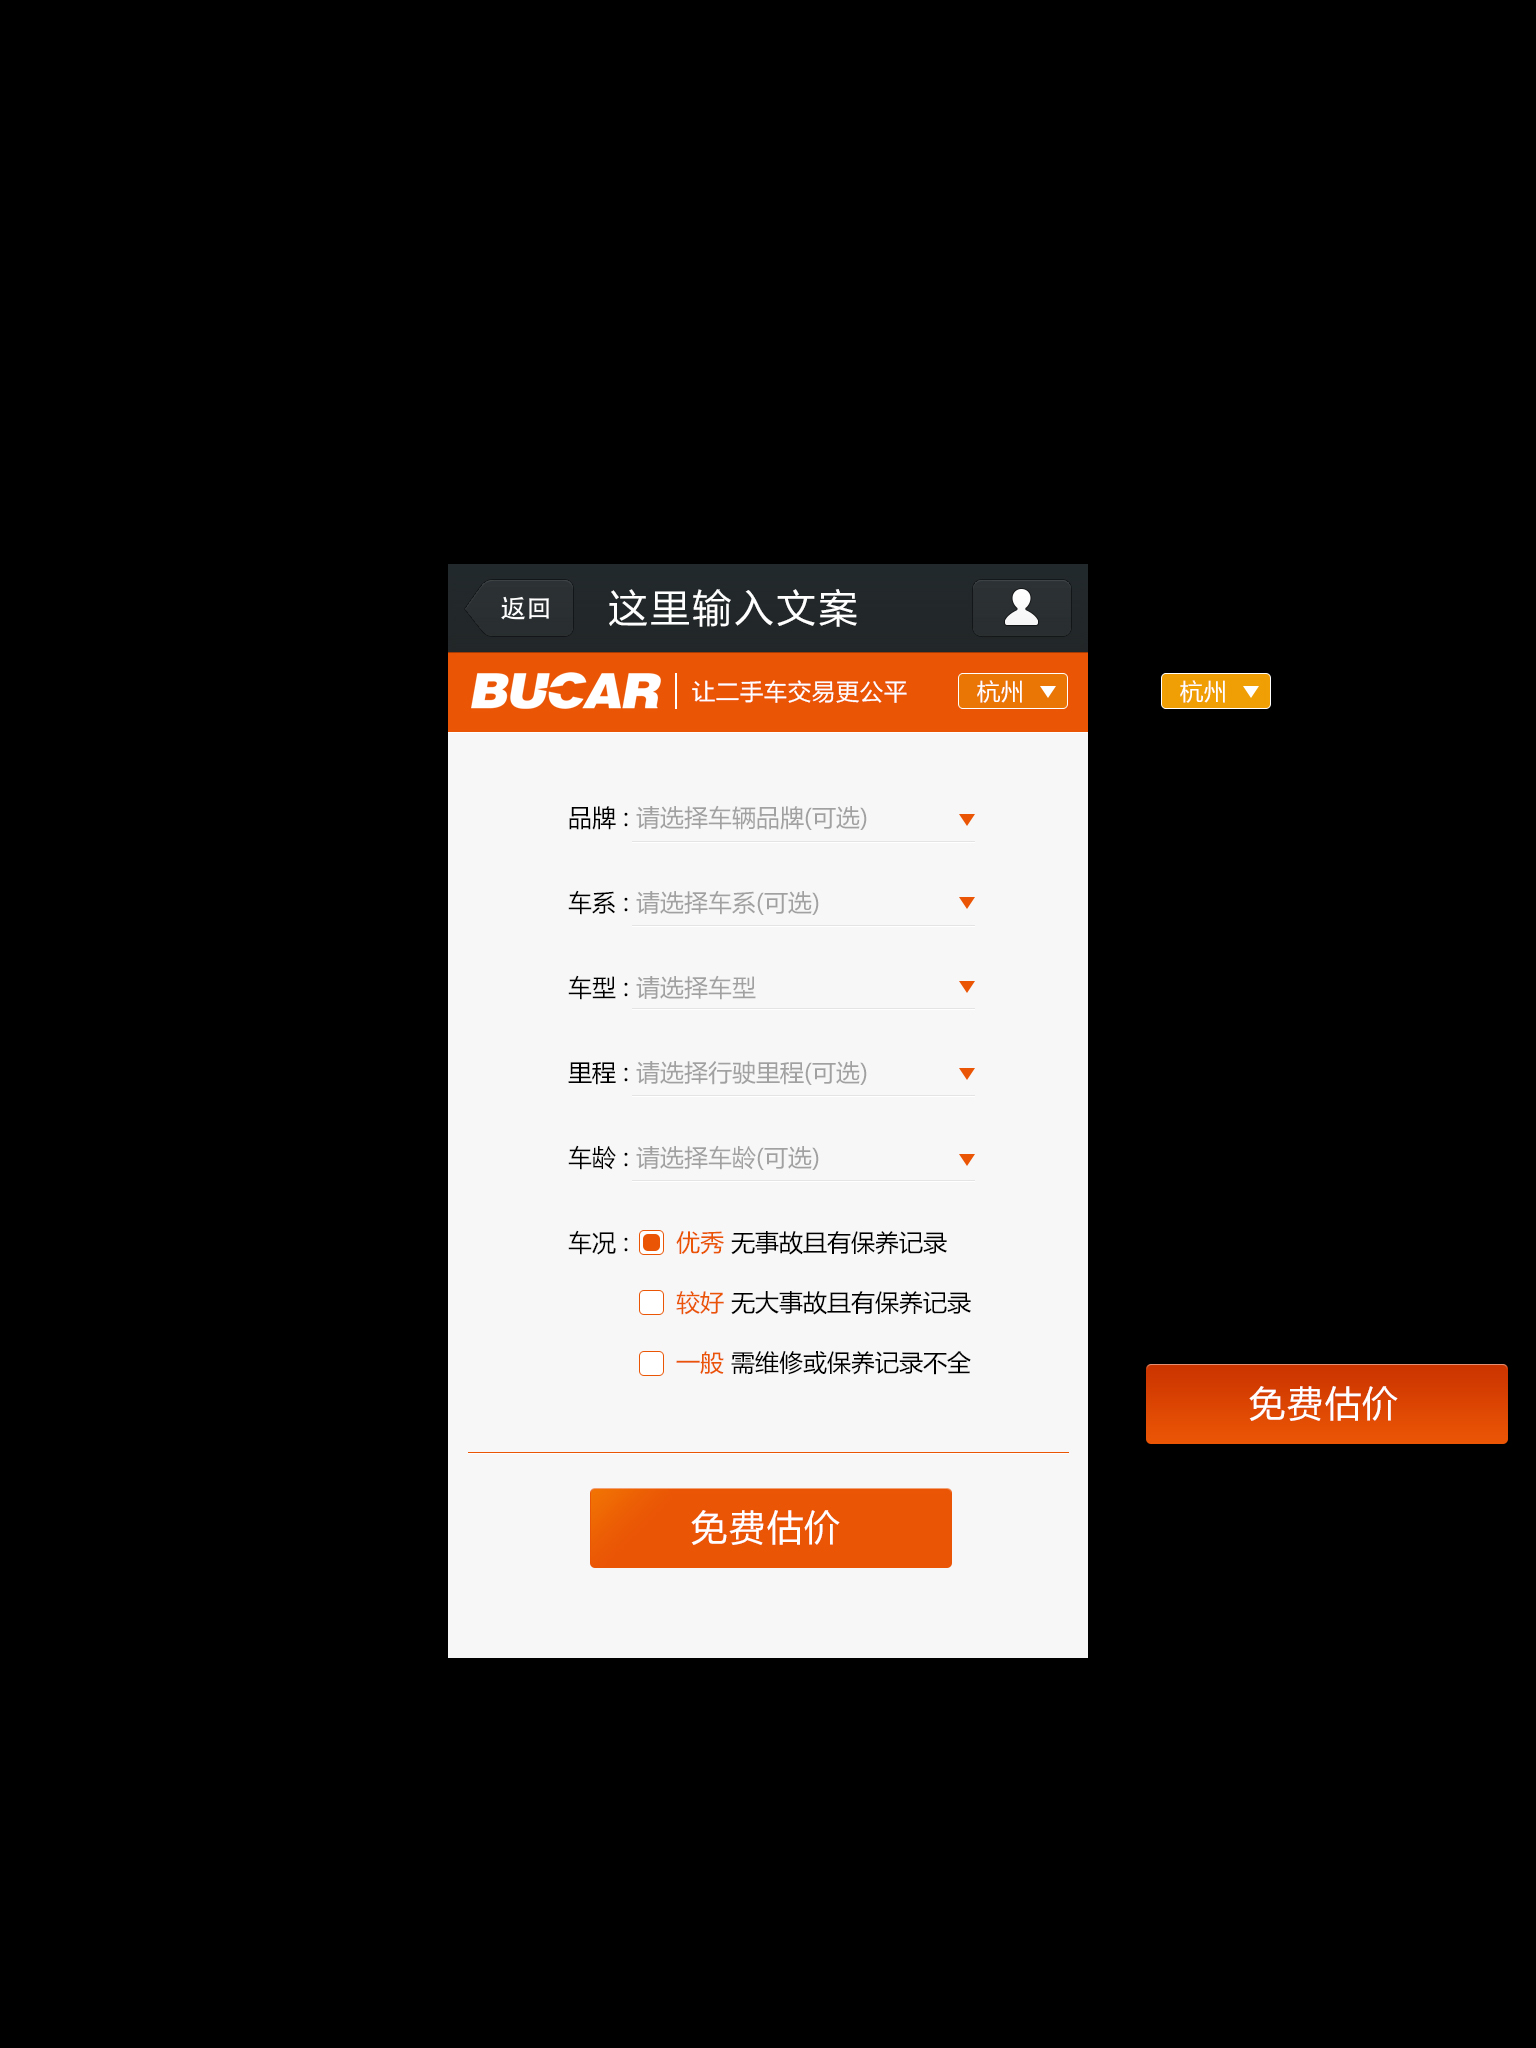 返回 这里输入文案
BUCAR 让二手车交易更公平 杭州 杭州
品牌 : 请选择车辆品牌(可选)
车系 : 请选择车系(可选)
车型 : 请选择车型
里程 : 请选择行驶里程(可选)
车龄 : 请选择车龄(可选)
车况 : 优秀 无事故且有保养记录
较好 无大事故且有保养记录
一般 需维修或保养记录不全
免费估价
免费估价